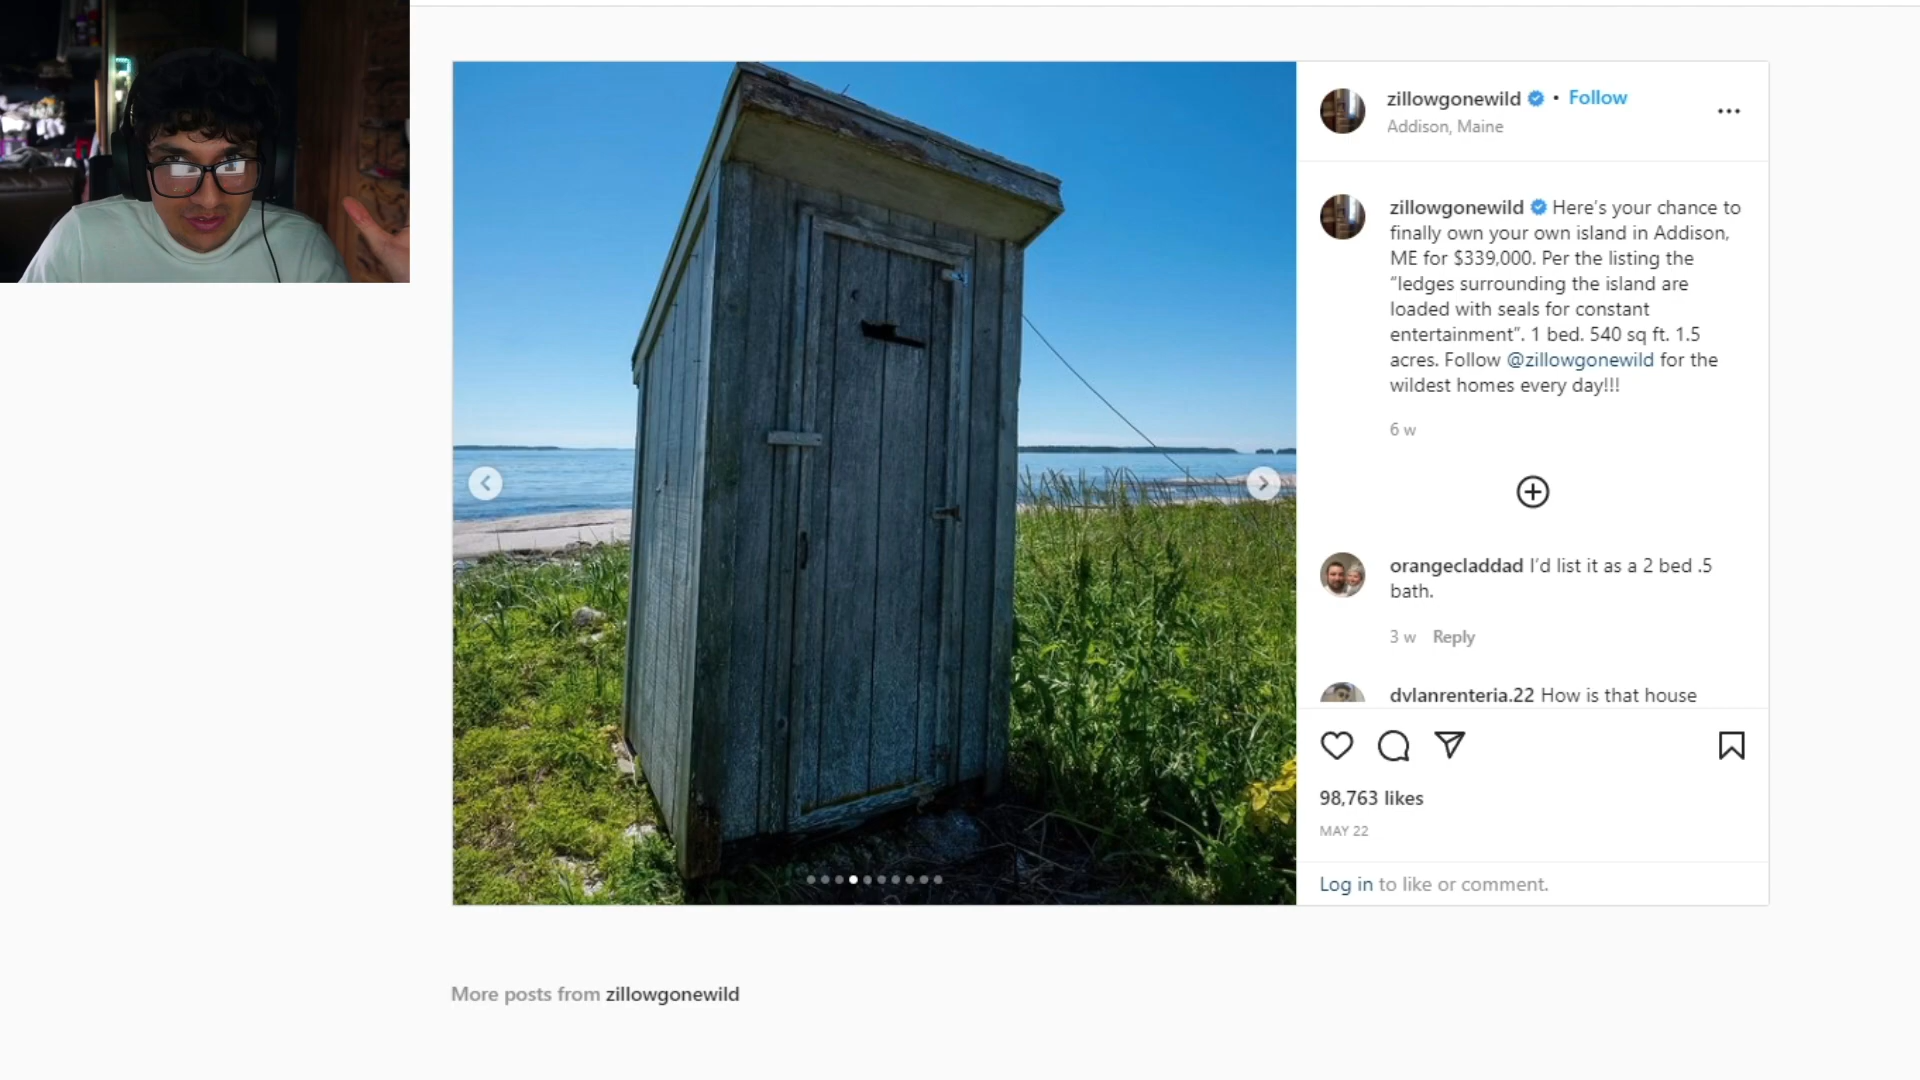 zillowgonewild • Follow
Addison, Maine
zillowgonewild Here's your chance to
finally own your own island in Addison,
ME for $339,000. Per the listing the
“ledges surrounding the island are
loaded with seals for constant
entertainment”. 1 bed. 540 sq ft. 1.5
acres. Follow @zillowgonewild for the
wildest homes every day!!!
6 w
orangecladdad I'd list it as a 2 bed .5
bath.
3 w Reply
dylanrenteria.22 How is that house
98,763 likes
MAY 22
Log in to like or comment.
More posts from zillowgonewild